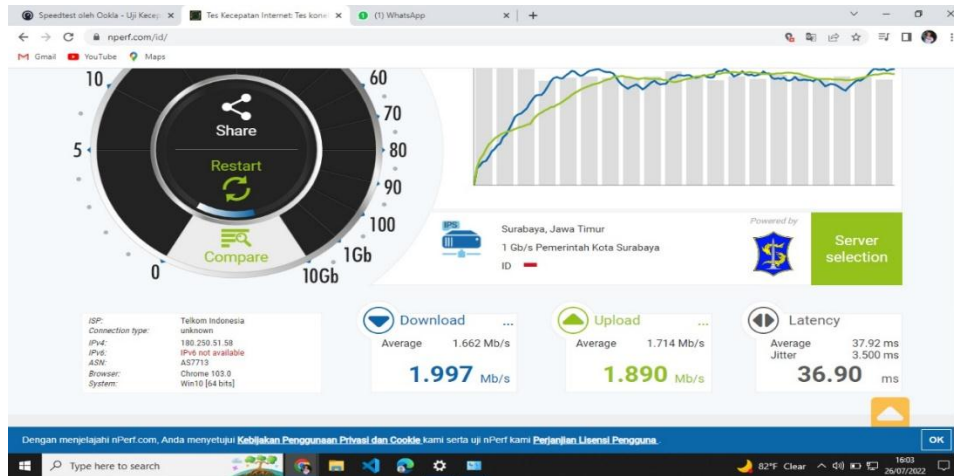 Speedtest oleh Ookla - Uji Kecep
Tes Kecepatan Internet: Tes kone
(1) WhatsApp
nperf.com/id/
Gmail
YouTube
Maps
10
60
70
5
80
90
100
0
1Gb
10Gb
Share
Restart
Compare
IPS
Surabaya, Jawa Timur
1 Gb/s Pemerintah Kota Surabaya
ID
Powered by
Server
selection
ISP: Telkom Indonesia
Connection type: unknown
IPv4: 180.250.51.58
IPv6: IPv6 not available
ASN: AS7713
Browser: Chrome 103.0
System: Win10 [64 bits]
Download ...
Average 1.662 Mb/s
1.997 Mb/s
Upload ...
Average 1.714 Mb/s
1.890 Mb/s
Latency
Average 37.92 ms
Jitter 3.500 ms
36.90 ms
Dengan menjelajahi nPerf.com, Anda menyetujui Kebijakan Penggunaan Privasi dan Cookie kami serta uji nPerf kami Perjanjian Lisensi Pengguna .
OK
Type here to search
82°F Clear
16:03
26/07/2022